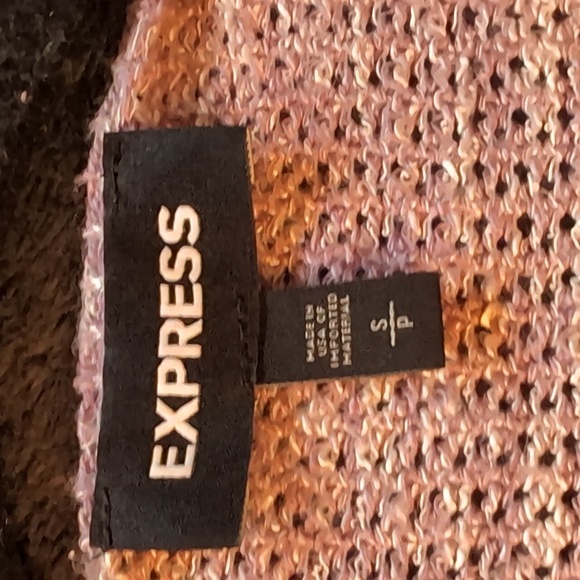 EXPRESS
MADE IN
USA OF
IMPORTED
MATERIAL
S
P